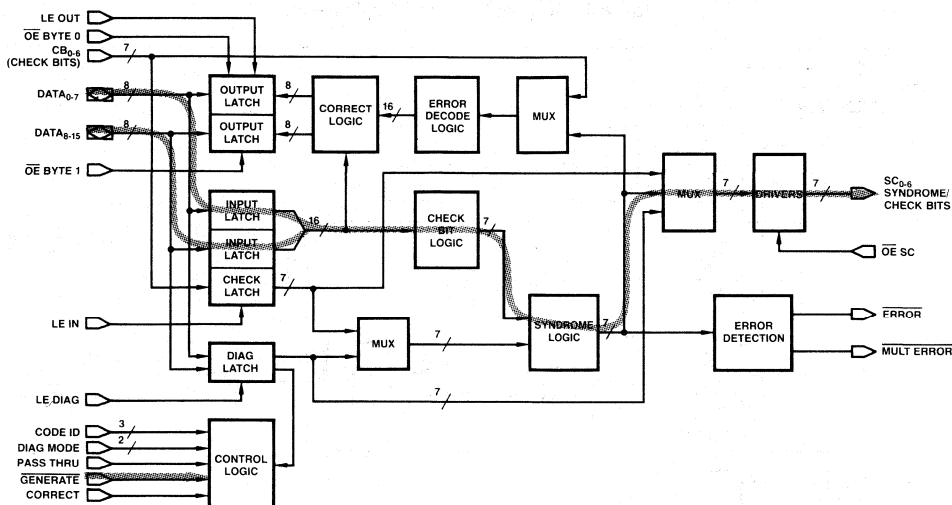 LE OUT
OE BYTE 0
CB0-6
(CHECK BITS)
7
DATA0-7
8
DATA8-15
8
OE BYTE 1
OUTPUT
LATCH
OUTPUT
LATCH
8
8
CORRECT
LOGIC
16
ERROR
DECODE
LOGIC
MUX
INPUT
LATCH
INPUT
LATCH
CHECK
LATCH
16
7
CHECK
BIT
LOGIC
7
MUX
7
DRIVERS
7
SC0-6
SYNDROME/
CHECK BITS
OE SC
LE IN
MUX
7
SYNDROME
LOGIC
7
ERROR
DETECTION
ERROR
MULT ERROR
DIAG
LATCH
7
LE DIAG
CODE ID
3
DIAG MODE
2
PASS THRU
GENERATE
CORRECT
CONTROL
LOGIC